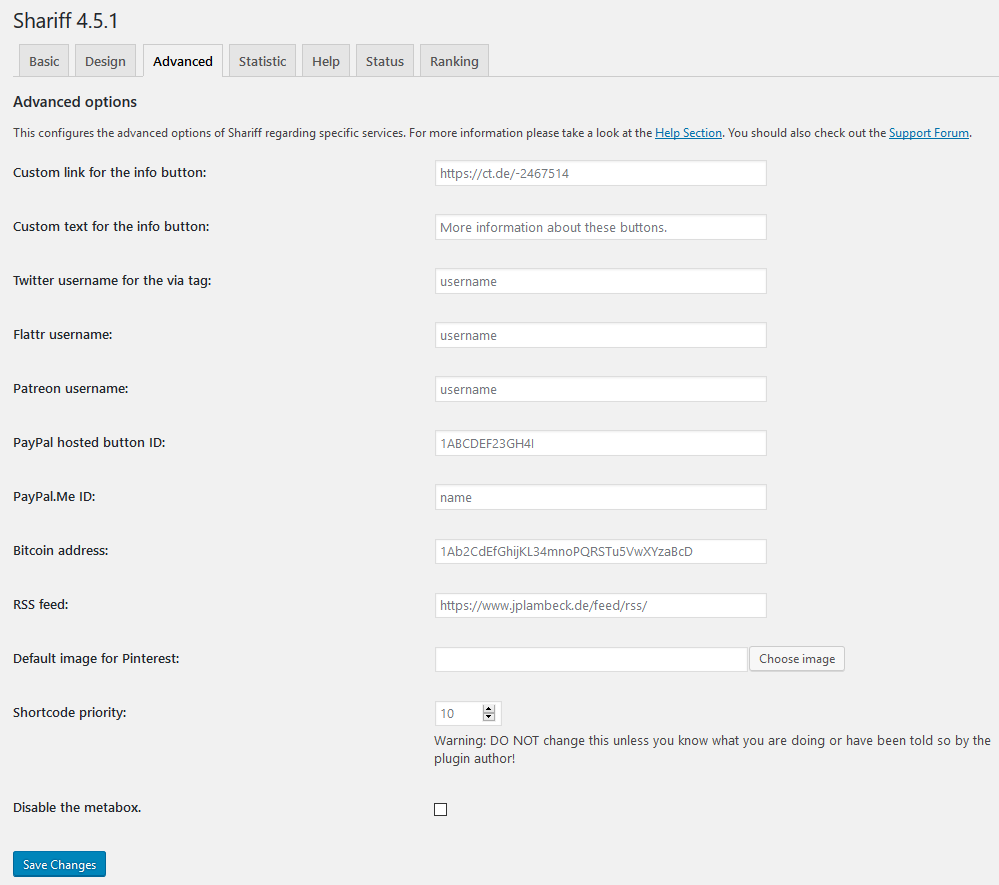 Shariff 4.5.1
Basic
Design
Advanced
Statistic
Help
Status
Ranking
Advanced options
This configures the advanced options of Shariff regarding specific services. For more information please take a look at the Help Section. You should also check out the Support Forum.
Custom link for the info button:
https://ct.de/-2467514
Custom text for the info button:
More information about these buttons.
Twitter username for the via tag:
username
Flattr username:
username
Patreon username:
username
PayPal hosted button ID:
1ABCDEF23GH4I
PayPal.Me ID:
name
Bitcoin address:
1Ab2CdEfGhijKL34mnoPQRSTu5VwXYzaBcD
RSS feed:
https://www.jplambeck.de/feed/rss/
Default image for Pinterest:
Choose image
Shortcode priority:
10
Warning: DO NOT change this unless you know what you are doing or have been told so by the
plugin author!
Disable the metabox.
Save Changes